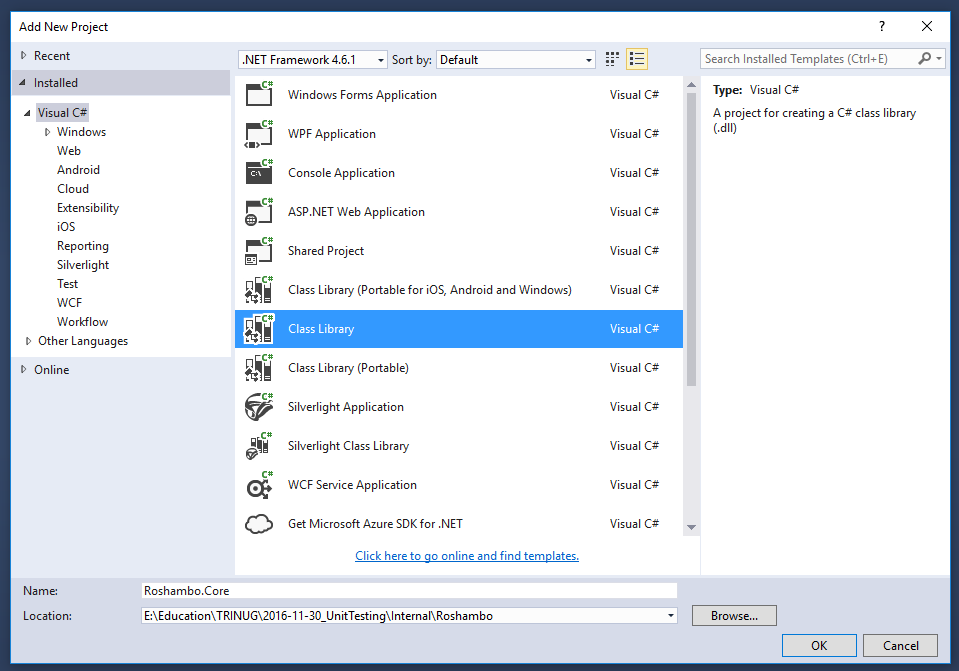 Add New Project
?
Recent
.NET Framework 4.6.1 Sort by: Default
Search Installed Templates (Ctrl+E)
Installed
Visual C#
Windows
Web
Android
Cloud
Extensibility
iOS
Reporting
Silverlight
Test
WCF
Workflow
Other Languages
Online
C# Windows Forms Application Visual C#
C# WPF Application Visual C#
C# C:\ Console Application Visual C#
C# ASP.NET Web Application Visual C#
C# Shared Project Visual C#
C# Class Library (Portable for iOS, Android and Windows) Visual C#
C# Class Library Visual C#
C# Class Library (Portable) Visual C#
C# Silverlight Application Visual C#
C# Silverlight Class Library Visual C#
C# WCF Service Application Visual C#
Get Microsoft Azure SDK for .NET Visual C#
Click here to go online and find templates.
Type: Visual C#
A project for creating a C# class library
(.dll)
Name: Roshambo.Core
Location: E:\Education\TRINUG\2016-11-30_UnitTesting\Internal\Roshambo Browse...
OK Cancel